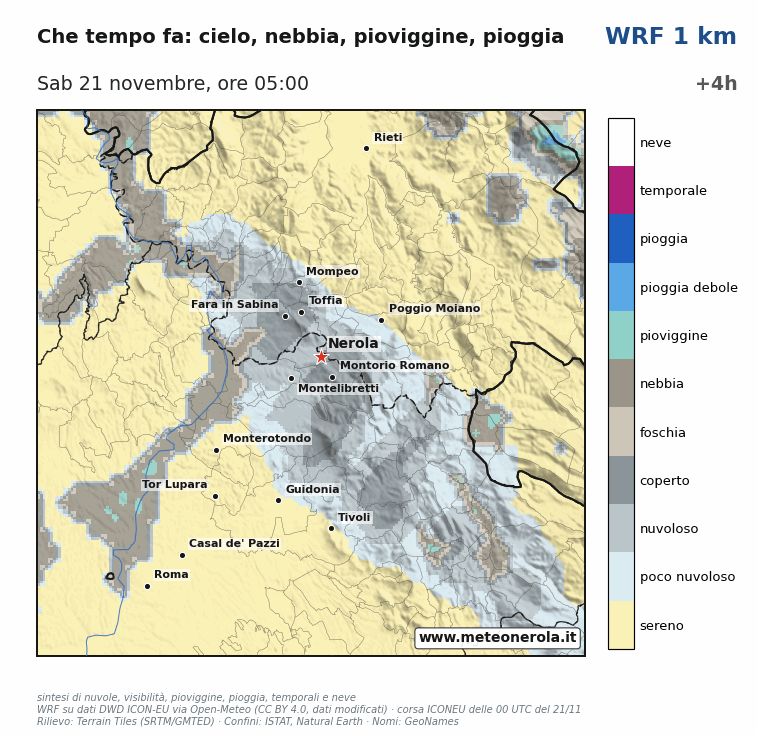 Che tempo fa: cielo, nebbia, pioviggine, pioggia
WRF 1 km
Sab 21 novembre, ore 05:00
+4h
Rieti
Mompeo
Fara in Sabina
Toffia
Poggio Moiano
Nerola
Montorio Romano
Montelibretti
Monterotondo
Tor Lupara
Guidonia
Tivoli
Casal de' Pazzi
Roma
www.meteonerola.it
neve
temporale
pioggia
pioggia debole
pioviggine
nebbia
foschia
coperto
nuvoloso
poco nuvoloso
sereno
sintesi di nuvole, visibilità, pioviggine, pioggia, temporali e neve
WRF su dati DWD ICON-EU via Open-Meteo (CC BY 4.0, dati modificati) · corsa ICONEU delle 00 UTC del 21/11
Rilievo: Terrain Tiles (SRTM/GMTED) · Confini: ISTAT, Natural Earth · Nomi: GeoNames